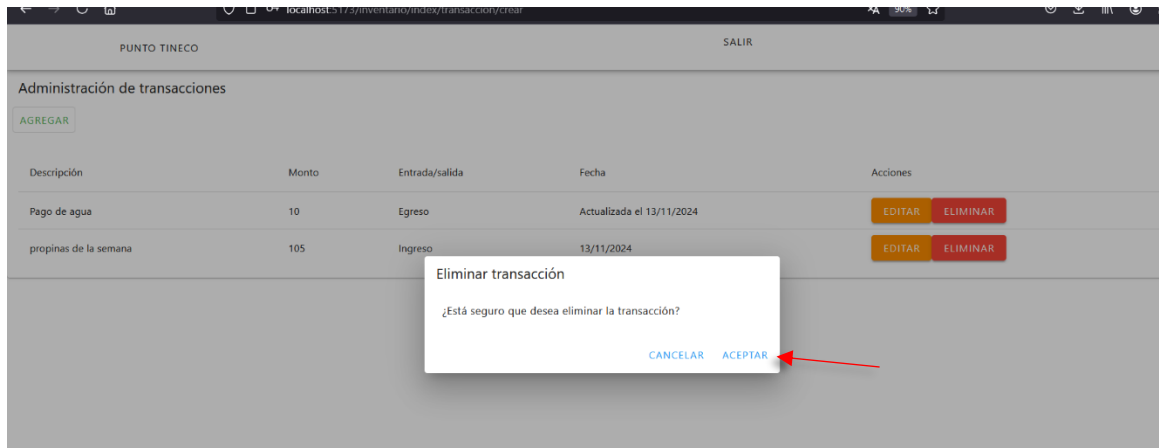 localhost:5173/inventario/index/transaccion/crear 90%
PUNTO TINECO SALIR
Administración de transacciones
AGREGAR
Descripción Monto Entrada/salida Fecha Acciones
Pago de agua 10 Egreso Actualizada el 13/11/2024 EDITAR ELIMINAR
propinas de la semana 105 Ingreso 13/11/2024 EDITAR ELIMINAR
Eliminar transacción
¿Está seguro que desea eliminar la transacción?
CANCELAR ACEPTAR